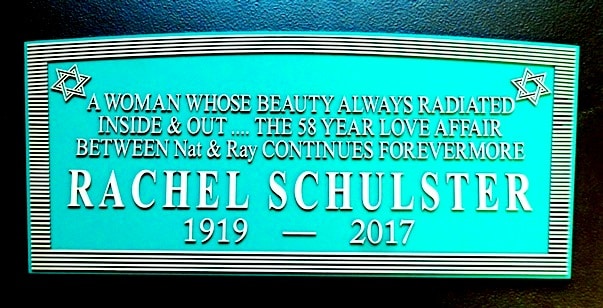 A WOMAN WHOSE BEAUTY ALWAYS RADIATED
INSIDE & OUT .... THE 58 YEAR LOVE AFFAIR
BETWEEN Nat & Ray CONTINUES FOREVERMORE
RACHEL SCHULSTER
1919 — 2017